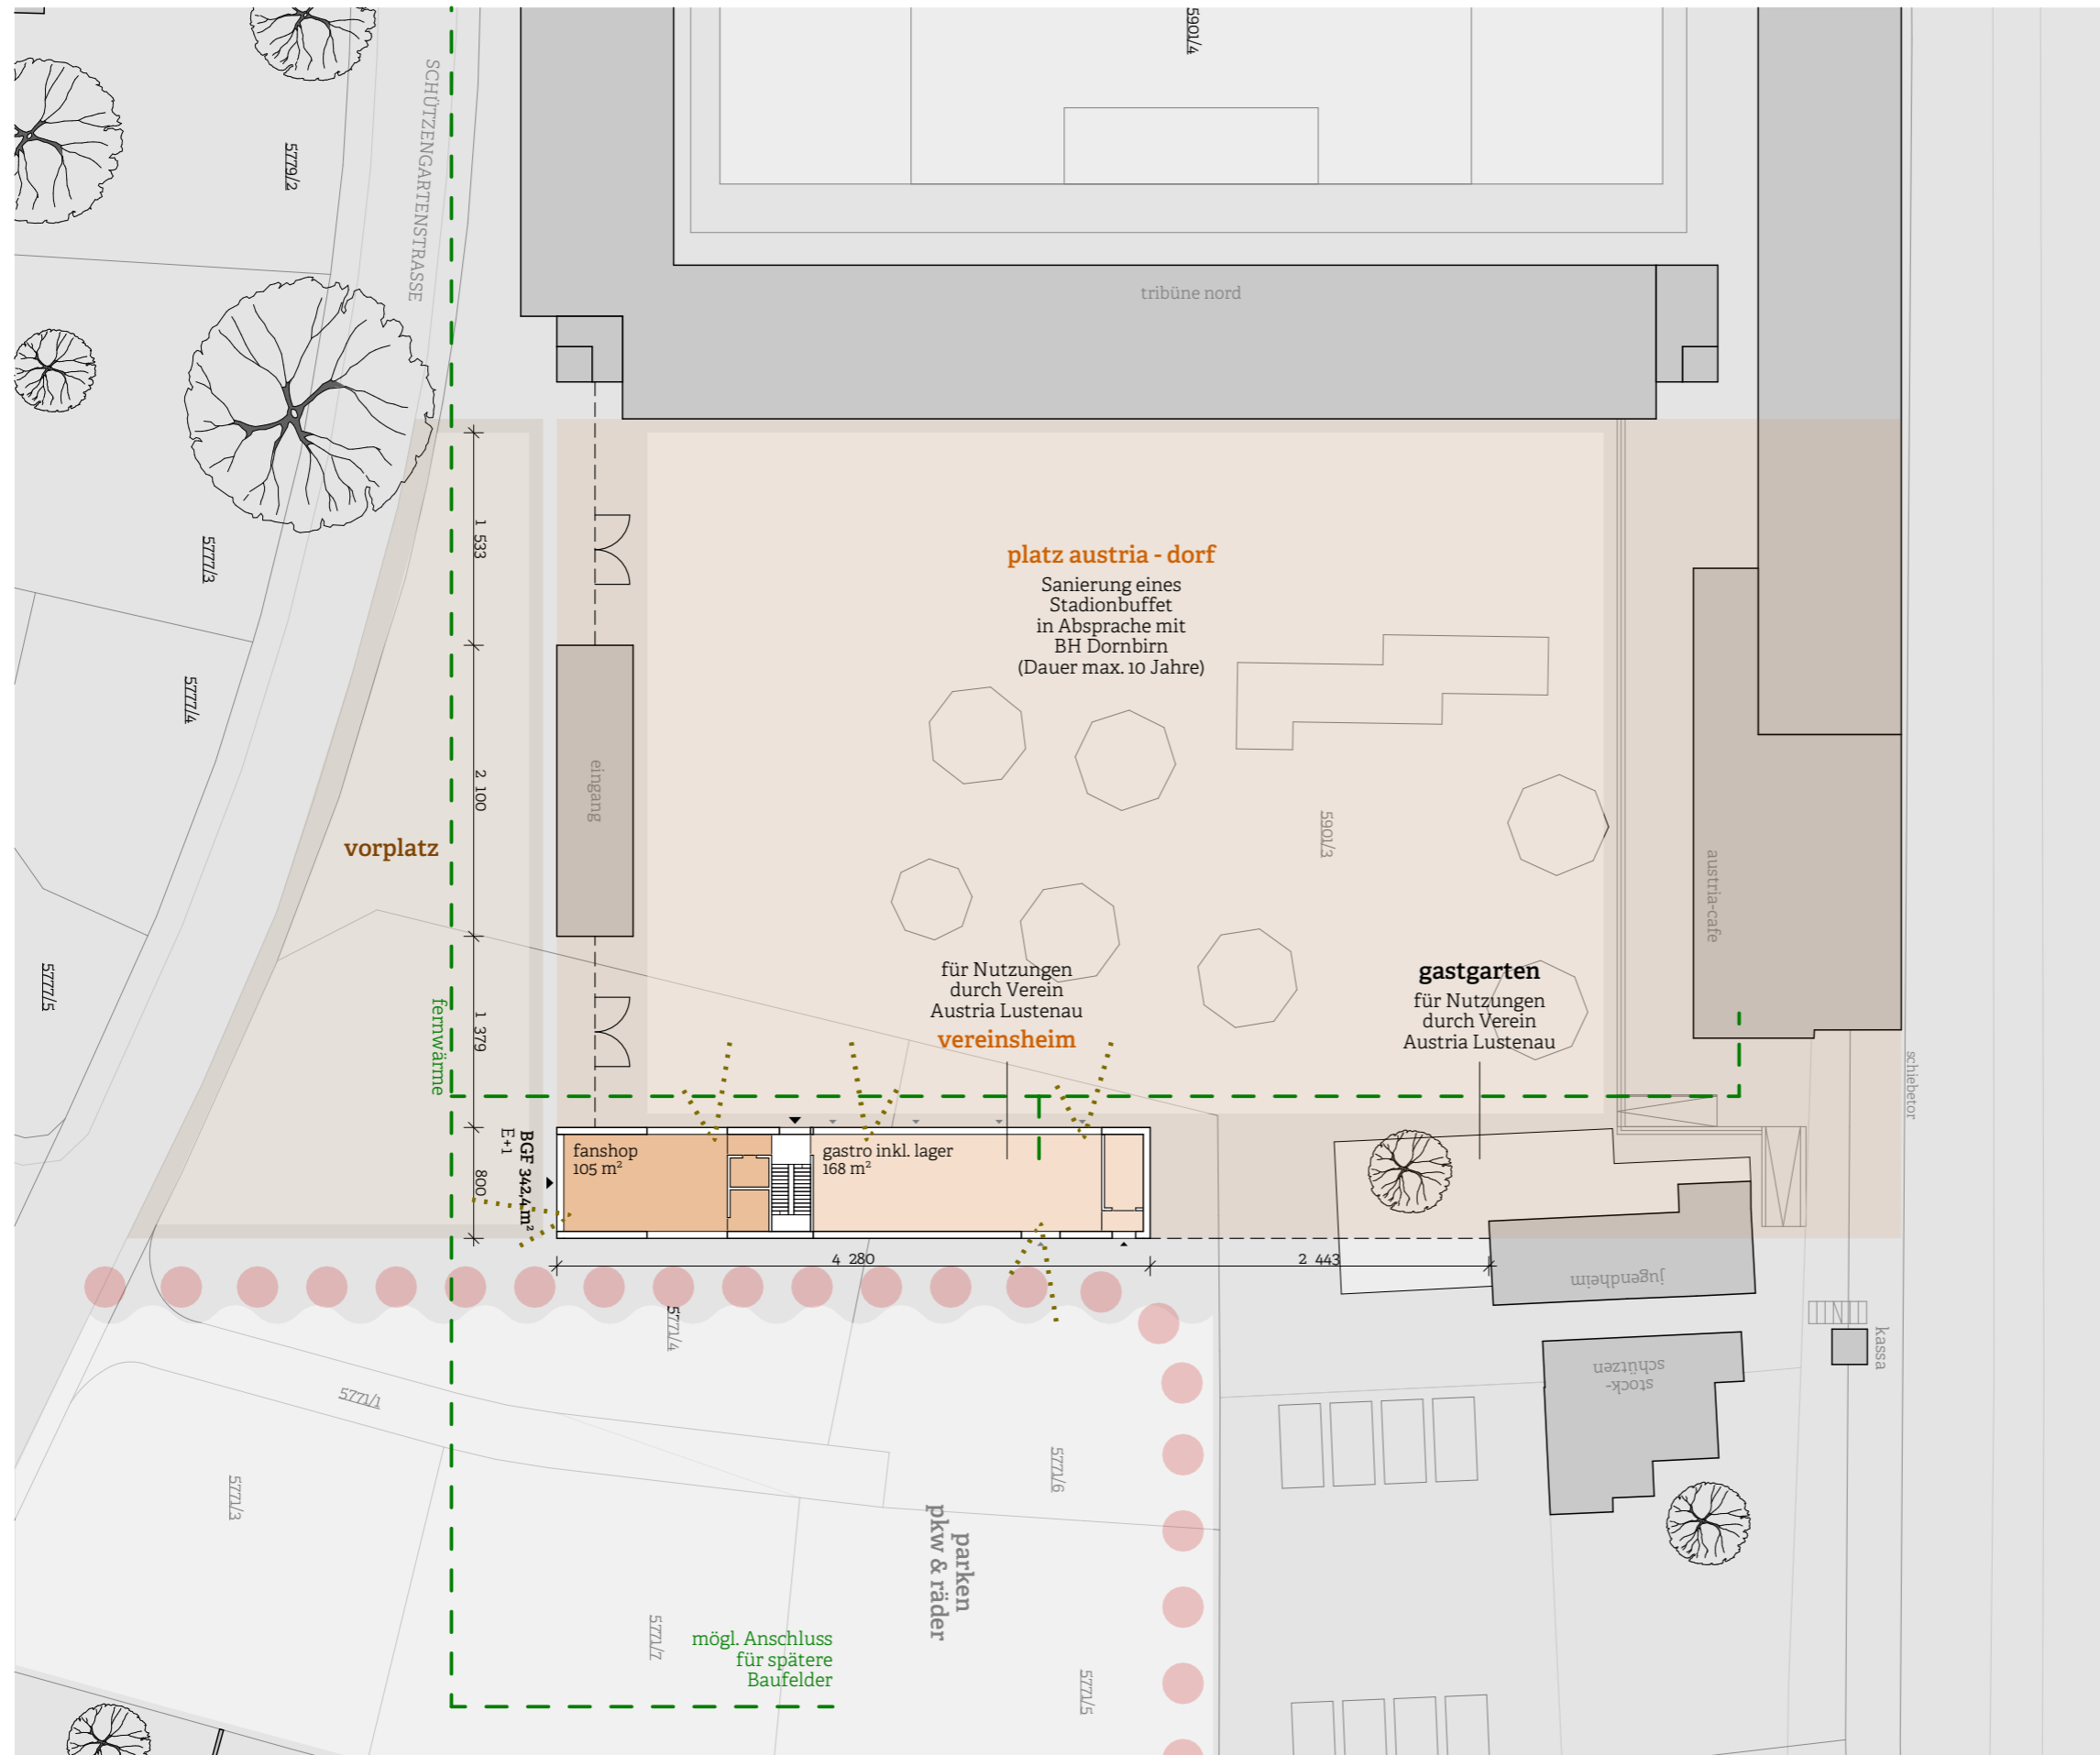 5901/4
SCHÜTZENGARTENSTRASSE
5779/2
tribüne nord
5777/3
1 533
platz austria - dorf
Sanierung eines
Stadionbuffet
in Absprache mit
BH Dornbirn
(Dauer max. 10 Jahre)
5777/4
2 100
eingang
5901/3
vorplatz
austria-cafe
5777/5
fernwärme
1 379
für Nutzungen
durch Verein
Austria Lustenau
vereinsheim
gastgarten
für Nutzungen
durch Verein
Austria Lustenau
schiebetor
BGF 342,4 m²
E+1
800
fanshop
105 m²
gastro inkl. lager
168 m²
4 280
2 443
jugendheim
5771/4
kassa
stock-
schützen
5771/1
5771/3
5771/6
parken
pkw & räder
5771/7
mögl. Anschluss
für spätere
Baufelder
5771/5